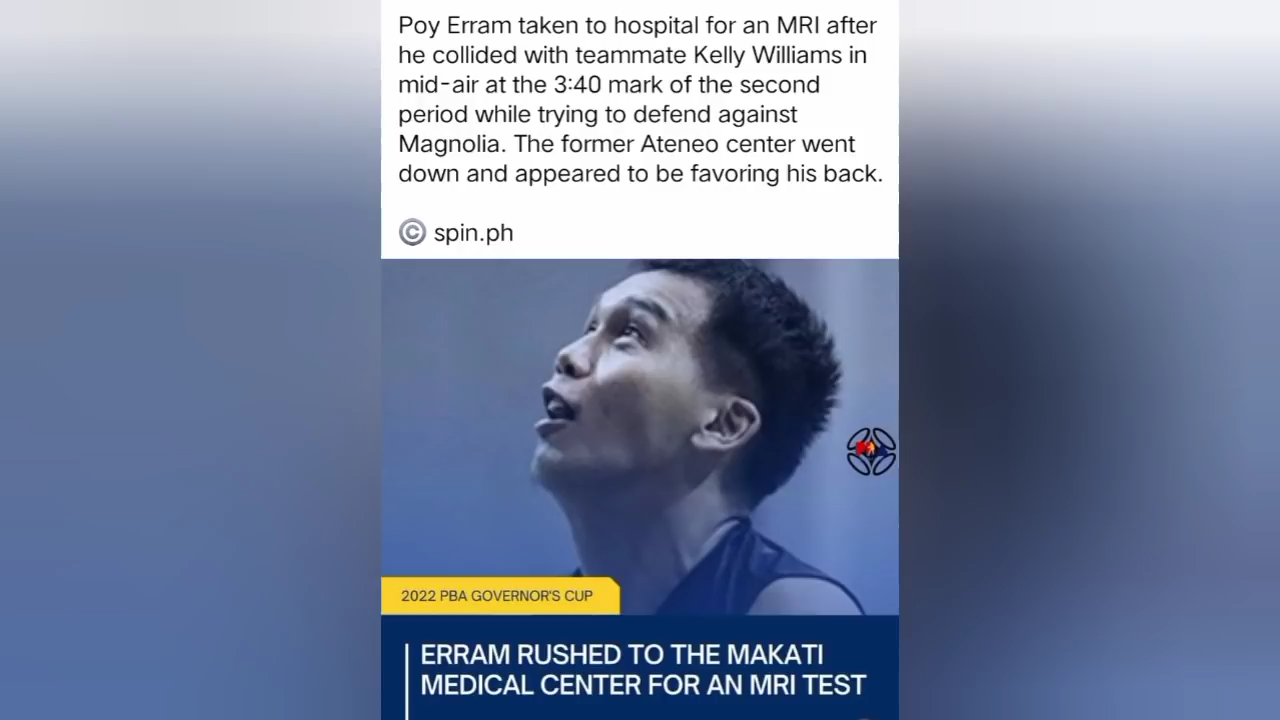 Poy Erram taken to hospital for an MRI after
he collided with teammate Kelly Williams in
mid-air at the 3:40 mark of the second
period while trying to defend against
Magnolia. The former Ateneo center went
down and appeared to be favoring his back.
© spin.ph
2022 PBA GOVERNOR'S CUP
ERRAM RUSHED TO THE MAKATI
MEDICAL CENTER FOR AN MRI TEST